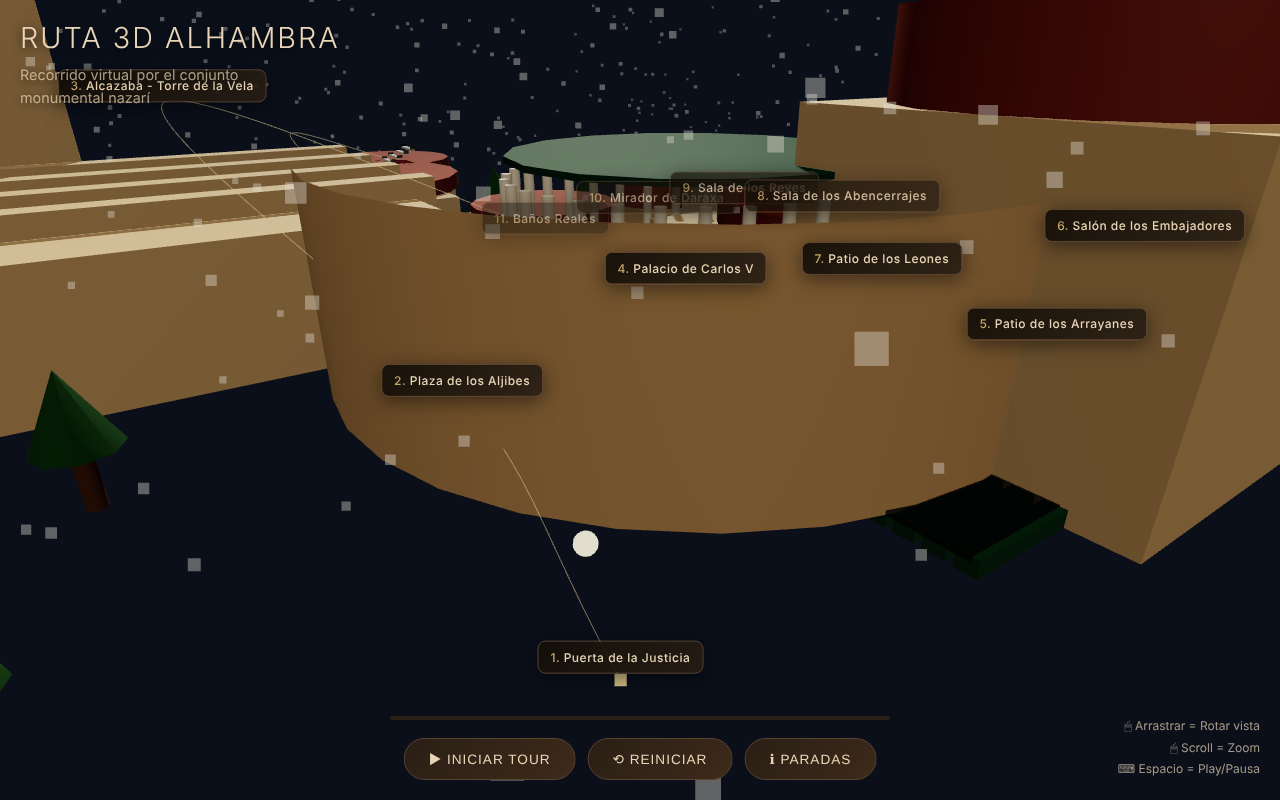 RUTA 3D ALHAMBRA
Recorrido virtual por el conjunto
monumental nazarí
3. Alcazaba - Torre de la Vela
9. Sala de los Reyes
10. Mirador de Daraxa
8. Sala de los Abencerrajes
11. Baños Reales
6. Salón de los Embajadores
7. Patio de los Leones
4. Palacio de Carlos V
5. Patio de los Arrayanes
2. Plaza de los Aljibes
1. Puerta de la Justicia
▶ INICIAR TOUR
⟲ REINICIAR
ℹ PARADAS
Arrastrar = Rotar vista
Scroll = Zoom
⌨ Espacio = Play/Pausa